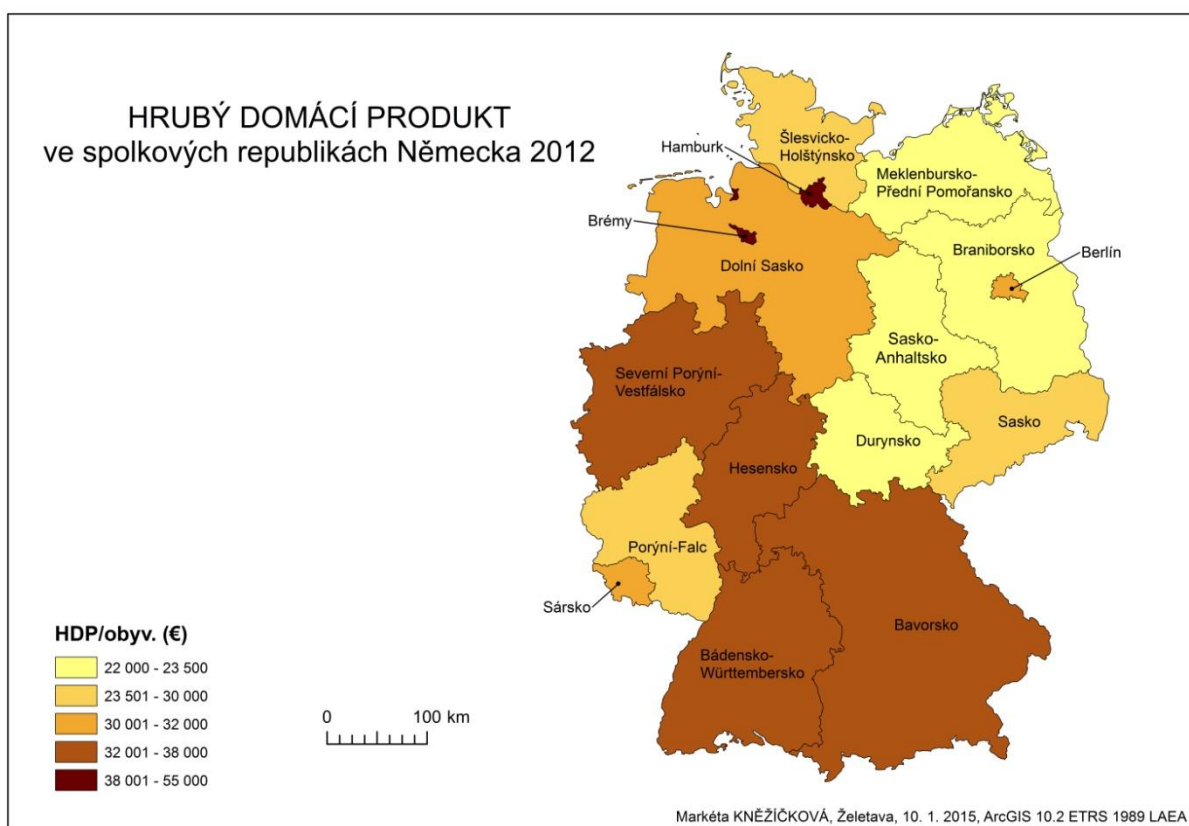 HRUBÝ DOMÁCÍ PRODUKT
ve spolkových republikách Německa 2012
Šlesvicko-
Holštýnsko
Hamburk
Meklenbursko-
Přední Pomořansko
Brémy
Braniborsko
Berlín
Dolní Sasko
Sasko-
Anhaltsko
Severní Porýní-
Vestfálsko
Sasko
Durynsko
Hesensko
Porýní-Falc
Sársko
Bavorsko
Bádensko-
Württembersko
HDP/obyv. (€)
22 000 - 23 500
23 501 - 30 000
30 001 - 32 000
32 001 - 38 000
38 001 - 55 000
0 100 km
Markéta KNĚŽÍČKOVÁ, Želetava, 10. 1. 2015, ArcGIS 10.2 ETRS 1989 LAEA